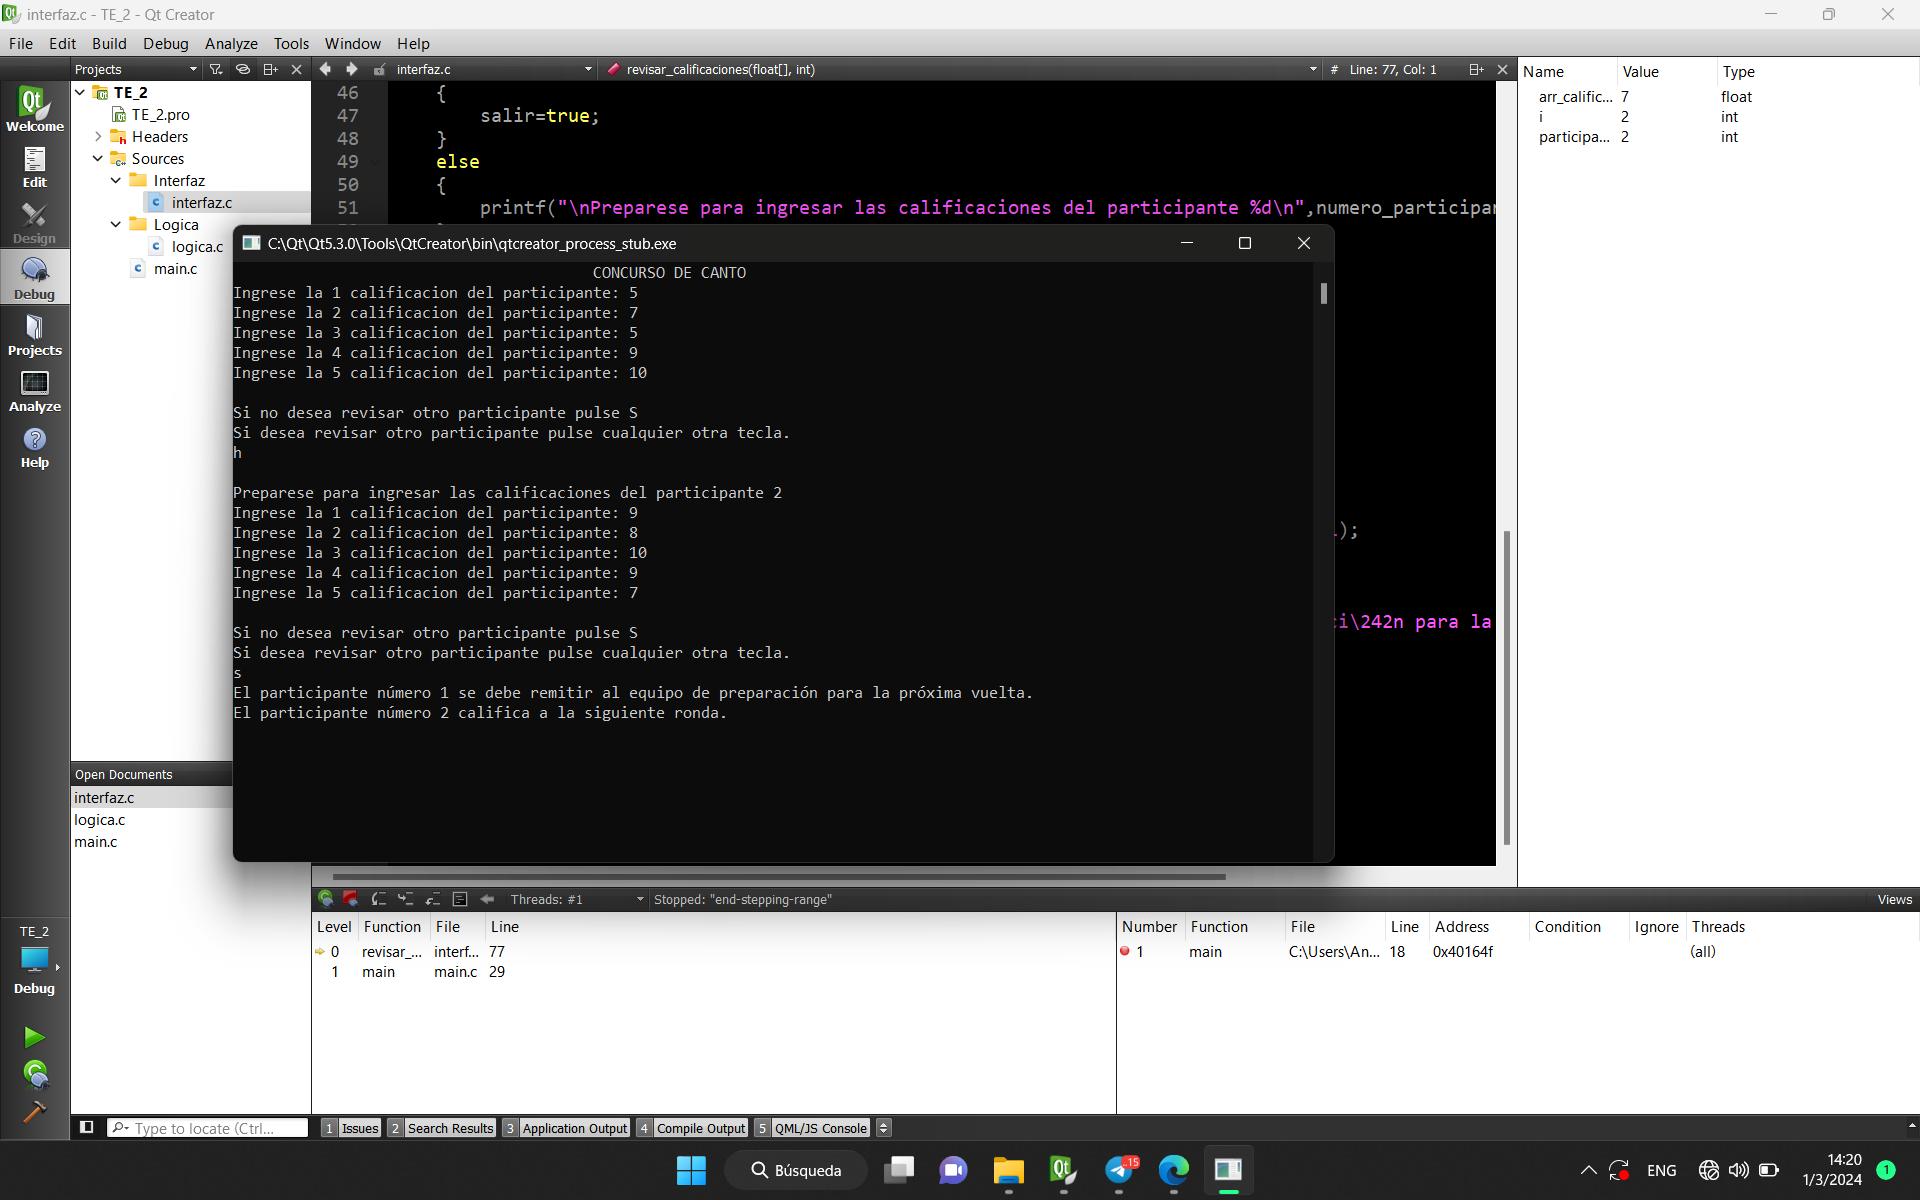 interfaz.c - TE_2 - Qt Creator
File Edit Build Debug Analyze Tools Window Help
Projects
interfaz.c
revisar_calificaciones(float[], int)
# Line: 77, Col: 1
Name Value Type
arr_calific... 7 float
i 2 int
participa... 2 int
Welcome
Edit
Design
Debug
Projects
Analyze
Help
TE_2
TE_2.pro
Headers
Sources
Interfaz
interfaz.c
Logica
logica.c
main.c
46 {
47 salir=true;
48 }
49 else
50 {
51 printf("\nPreparese para ingresar las calificaciones del participante %d\n",numero_participan
);
ci\242n para la
C:\Qt\Qt5.3.0\Tools\QtCreator\bin\qtcreator_process_stub.exe
CONCURSO DE CANTO
Ingrese la 1 calificacion del participante: 5
Ingrese la 2 calificacion del participante: 7
Ingrese la 3 calificacion del participante: 5
Ingrese la 4 calificacion del participante: 9
Ingrese la 5 calificacion del participante: 10
Si no desea revisar otro participante pulse S
Si desea revisar otro participante pulse cualquier otra tecla.
h
Preparese para ingresar las calificaciones del participante 2
Ingrese la 1 calificacion del participante: 9
Ingrese la 2 calificacion del participante: 8
Ingrese la 3 calificacion del participante: 10
Ingrese la 4 calificacion del participante: 9
Ingrese la 5 calificacion del participante: 7
Si no desea revisar otro participante pulse S
Si desea revisar otro participante pulse cualquier otra tecla.
s
El participante número 1 se debe remitir al equipo de preparación para la próxima vuelta.
El participante número 2 califica a la siguiente ronda.
Open Documents
interfaz.c
logica.c
main.c
Threads: #1 Stopped: "end-stepping-range" Views
Level Function File Line
0 revisar_... interf... 77
1 main main.c 29
Number Function File Line Address Condition Ignore Threads
1 main C:\Users\An... 18 0x40164f (all)
TE_2
Debug
Type to locate (Ctrl...
1 Issues 2 Search Results 3 Application Output 4 Compile Output 5 QML/JS Console
Búsqueda
15
ENG
14:20
1/3/2024
1